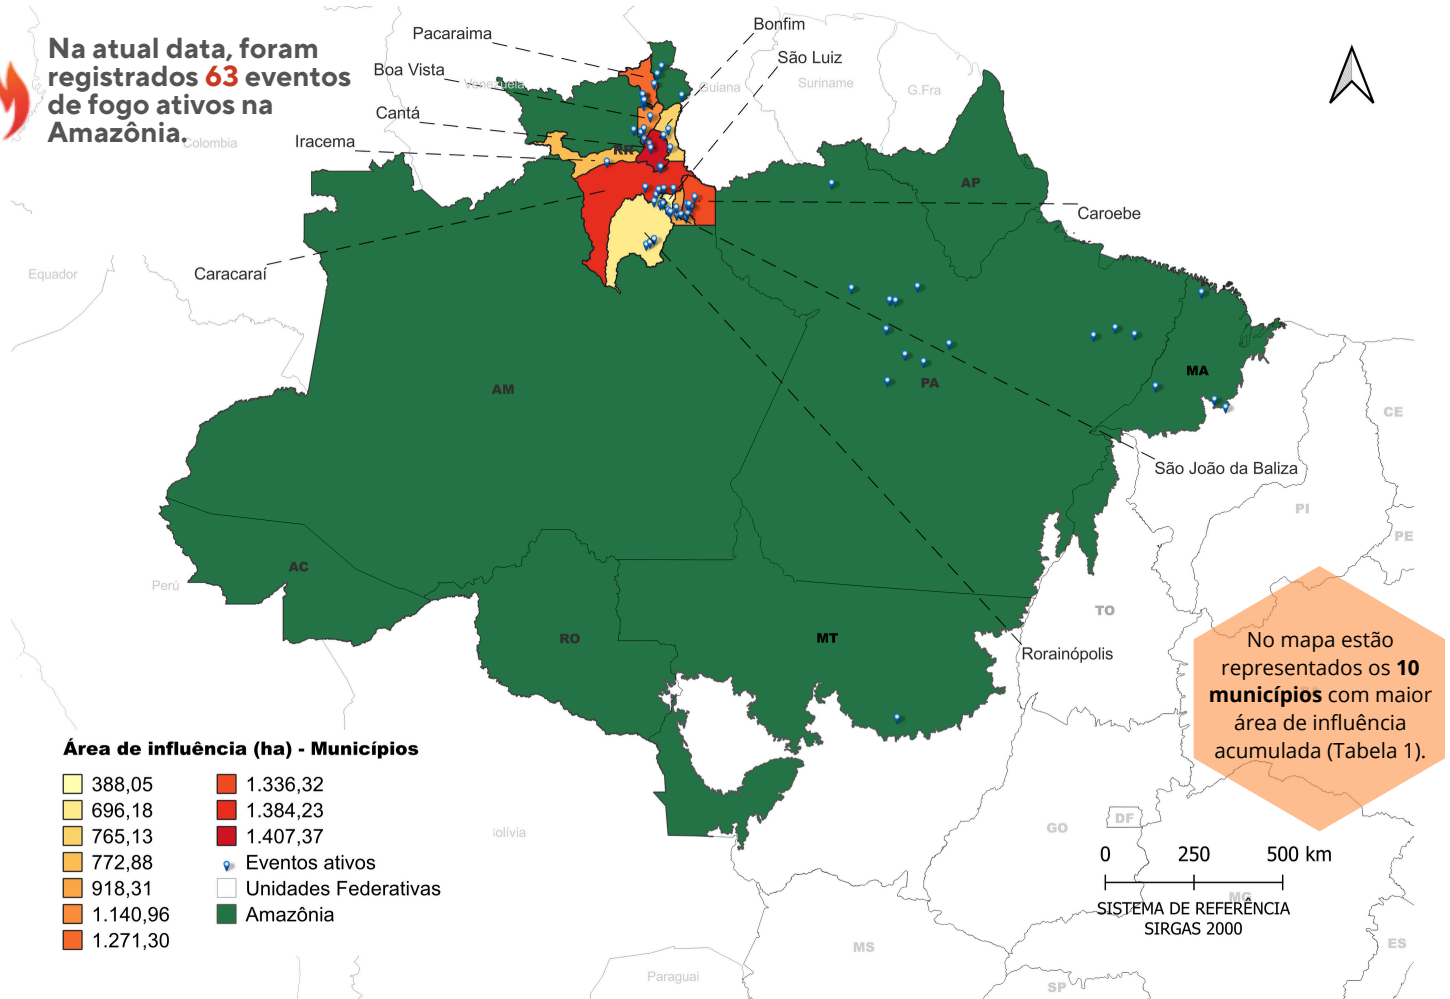 Na atual data, foram
registrados 63 eventos
de fogo ativos na
Amazônia.
Pacaraima
Boa Vista
Cantá
Iracema
Caracaraí
Bonfim
São Luiz
Caroebe
São João da Baliza
Rorainópolis
Venezuela
Colombia
Guiana
Suriname
G.Fra
Equador
Perú
olívia
Paraguai
RR
AP
AM
PA
MA
AC
RO
MT
TO
CE
PI
PE
GO
DF
MG
MS
ES
SP
No mapa estão
representados os 10
municípios com maior
área de influência
acumulada (Tabela 1).
Área de influência (ha) - Municípios
388,05
696,18
765,13
772,88
918,31
1.140,96
1.271,30
1.336,32
1.384,23
1.407,37
Eventos ativos
Unidades Federativas
Amazônia
0 250 500 km
SISTEMA DE REFERÊNCIA
SIRGAS 2000